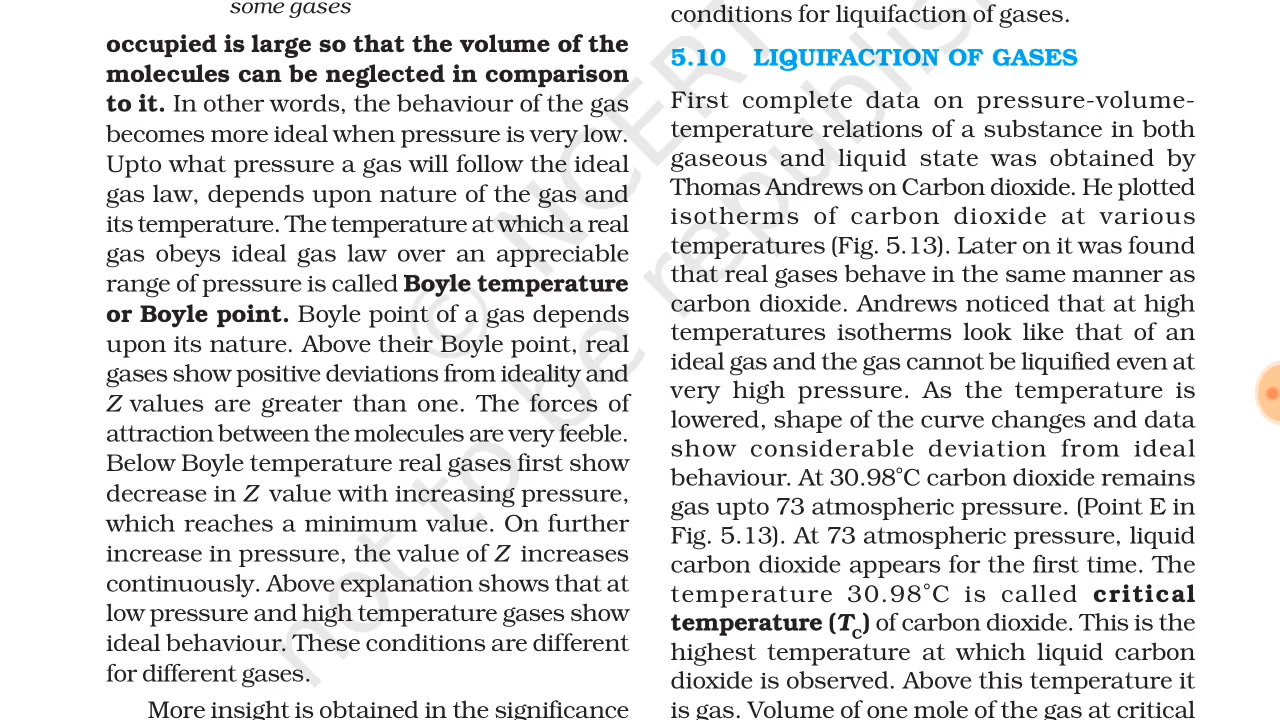 some gases
occupied is large so that the volume of the
molecules can be neglected in comparison
to it. In other words, the behaviour of the gas
becomes more ideal when pressure is very low.
Upto what pressure a gas will follow the ideal
gas law, depends upon nature of the gas and
its temperature. The temperature at which a real
gas obeys ideal gas law over an appreciable
range of pressure is called Boyle temperature
or Boyle point. Boyle point of a gas depends
upon its nature. Above their Boyle point, real
gases show positive deviations from ideality and
Z values are greater than one. The forces of
attraction between the molecules are very feeble.
Below Boyle temperature real gases first show
decrease in Z value with increasing pressure,
which reaches a minimum value. On further
increase in pressure, the value of Z increases
continuously. Above explanation shows that at
low pressure and high temperature gases show
ideal behaviour. These conditions are different
for different gases.
More insight is obtained in the significance
conditions for liquifaction of gases.
5.10 LIQUIFACTION OF GASES
First complete data on pressure-volume-
temperature relations of a substance in both
gaseous and liquid state was obtained by
Thomas Andrews on Carbon dioxide. He plotted
isotherms of carbon dioxide at various
temperatures (Fig. 5.13). Later on it was found
that real gases behave in the same manner as
carbon dioxide. Andrews noticed that at high
temperatures isotherms look like that of an
ideal gas and the gas cannot be liquified even at
very high pressure. As the temperature is
lowered, shape of the curve changes and data
show considerable deviation from ideal
behaviour. At 30.98°C carbon dioxide remains
gas upto 73 atmospheric pressure. (Point E in
Fig. 5.13). At 73 atmospheric pressure, liquid
carbon dioxide appears for the first time. The
temperature 30.98°C is called critical
temperature (Tc) of carbon dioxide. This is the
highest temperature at which liquid carbon
dioxide is observed. Above this temperature it
is gas. Volume of one mole of the gas at critical
© NCERT
not to be republish